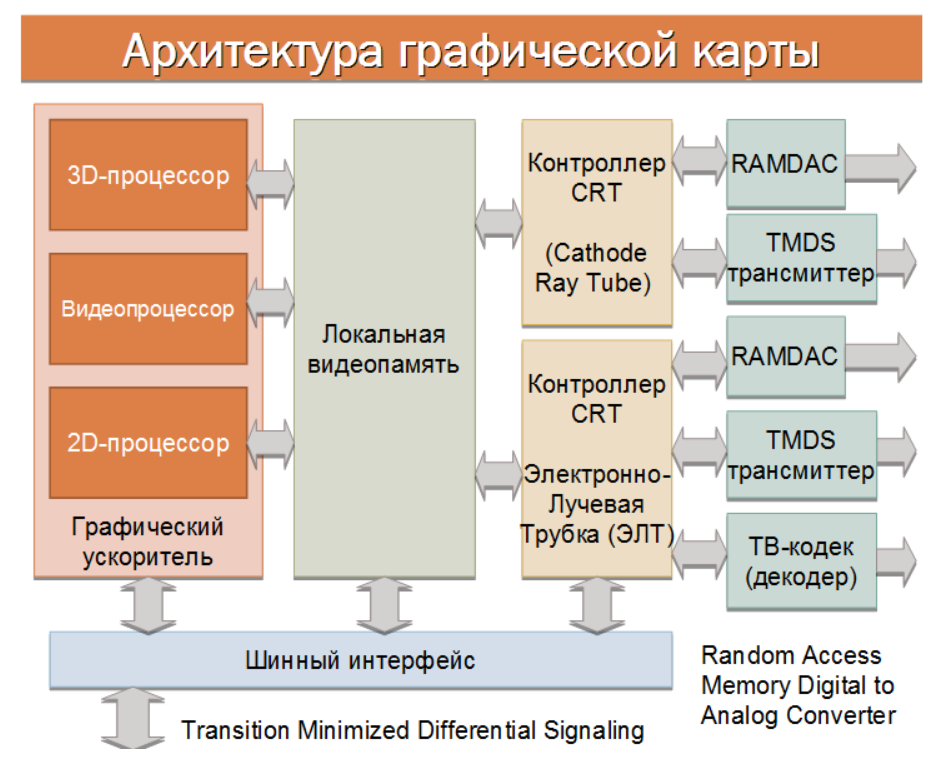 Архитектура графической карты
3D-процессор
Видеопроцессор
2D-процессор
Графический
ускоритель
Локальная
видеопамять
Контроллер
CRT
(Cathode
Ray Tube)
Контроллер
CRT
Электронно-
Лучевая
Трубка (ЭЛТ)
RAMDAC
TMDS
трансмиттер
RAMDAC
TMDS
трансмиттер
ТВ-кодек
(декодер)
Шинный интерфейс
Transition Minimized Differential Signaling
Random Access
Memory Digital to
Analog Converter